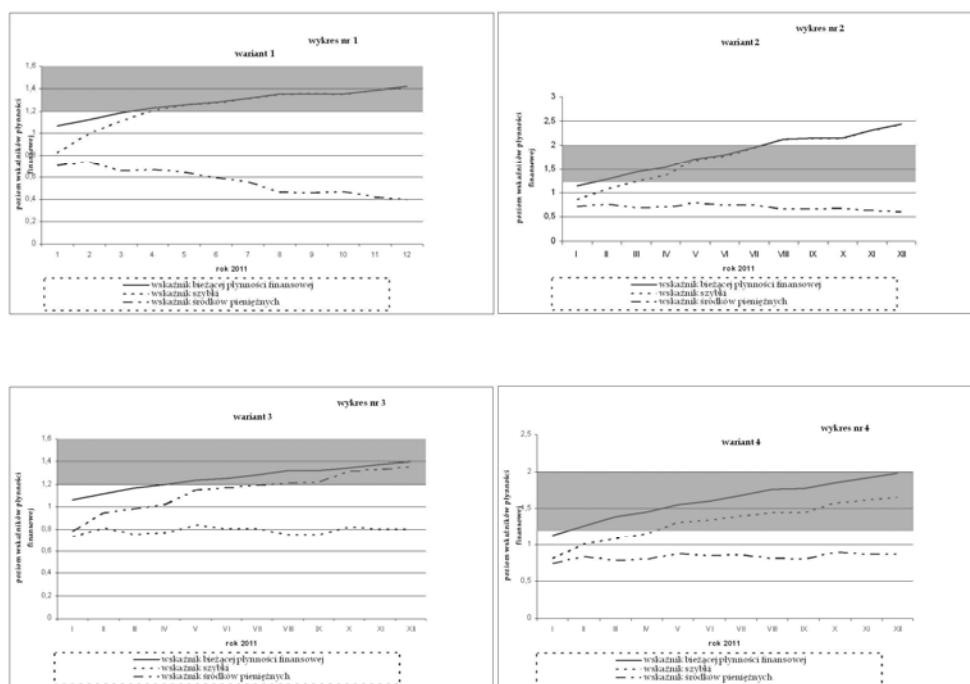 wykres nr 1
wariant 1
poziom wskaźników płynności
finansowej
1,6
1,4
1,2
1
0,8
0,6
0,4
0,2
0
1 2 3 4 5 6 7 8 9 10 11 12
rok 2011
wskaźnik bieżącej płynności finansowej
wskaźnik szybki
wskaźnik środków pieniężnych
wykres nr 2
wariant 2
poziom wskaźników płynności
finansowej
3
2,5
2
1,5
1
0,5
0
I II III IV V VI VII VIII IX X XI XII
rok 2011
wskaźnik bieżącej płynności finansowej
wskaźnik szybki
wskaźnik środków pieniężnych
wykres nr 3
wariant 3
poziom wskaźników płynności
finansowej
1,6
1,4
1,2
1
0,8
0,6
0,4
0,2
0
I II III IV V VI VII VIII IX X XI XII
rok 2011
wskaźnik bieżącej płynności finansowej
wskaźnik szybki
wskaźnik środków pieniężnych
wykres nr 4
wariant 4
poziom wskaźników płynności
finansowej
2,5
2
1,5
1
0,5
0
I II III IV V VI VII VIII IX X XI XII
rok 2011
wskaźnik bieżącej płynności finansowej
wskaźnik szybki
wskaźnik środków pieniężnych